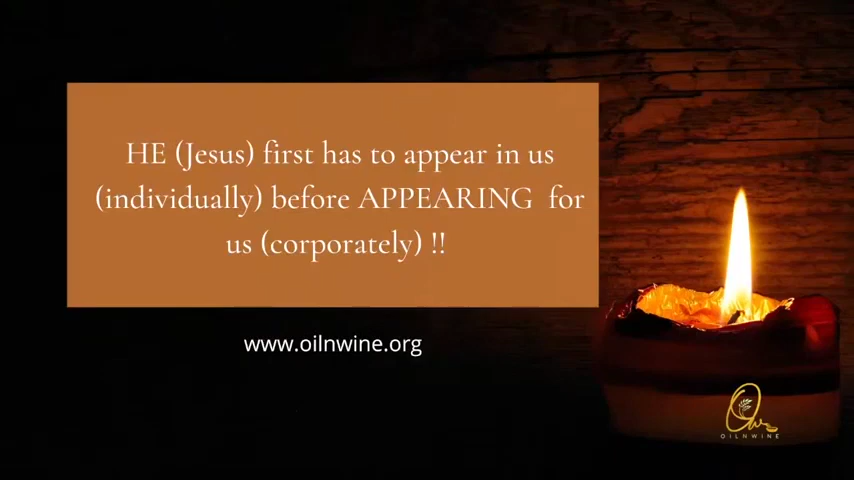 HE (Jesus) first has to appear in us
(individually) before APPEARING for
us (corporately) !!
www.oilnwine.org
OILNWINE